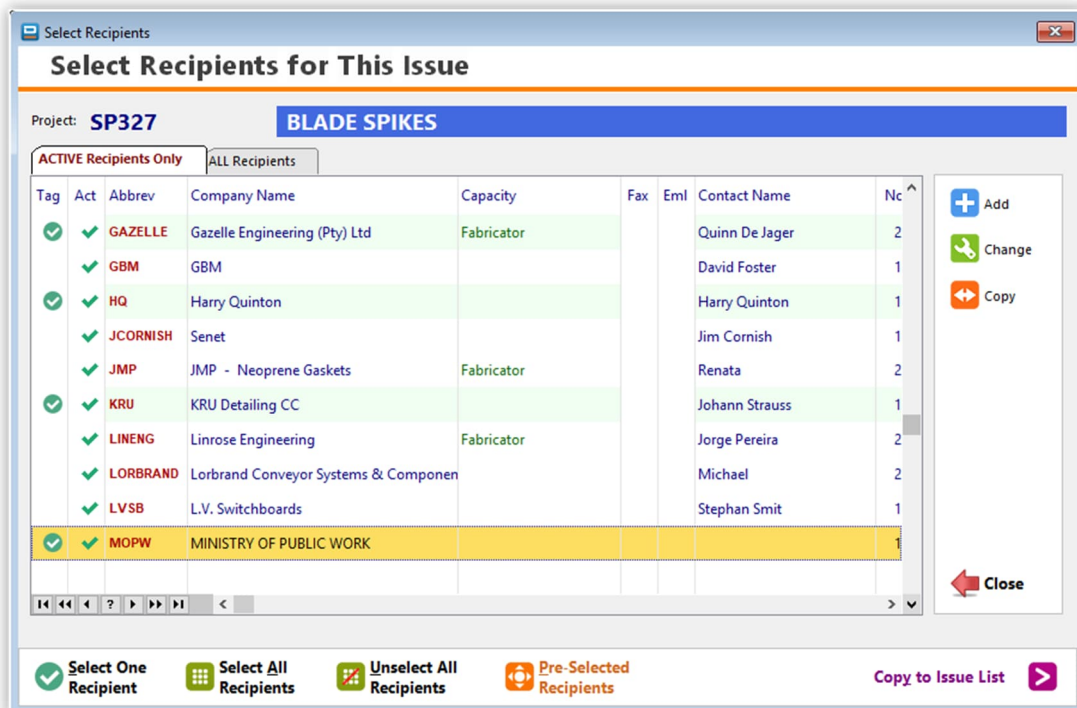 Select Recipients
Select Recipients for This Issue
Project: SP327 BLADE SPIKES
ACTIVE Recipients Only ALL Recipients
Tag Act Abbrev Company Name Capacity Fax Eml Contact Name
GAZELLE Gazelle Engineering (Pty) Ltd Fabricator Quinn De Jager 2
GBM GBM David Foster 1
HQ Harry Quinton Harry Quinton 1
JCORNISH Senet Jim Cornish 1
JMP JMP - Neoprene Gaskets Fabricator Renata 2
KRU KRU Detailing CC Johann Strauss 1
LINENG Linrose Engineering Fabricator Jorge Pereira 2
LORBRAND Lorbrand Conveyor Systems & Componen Michael 2
LVSB L.V. Switchboards Stephan Smit 1
MOPW MINISTRY OF PUBLIC WORK 1
Add
Change
Copy
Close
?
Select One
Recipient
Select All
Recipients
Unselect All
Recipients
Pre-Selected
Recipients
Copy to Issue List